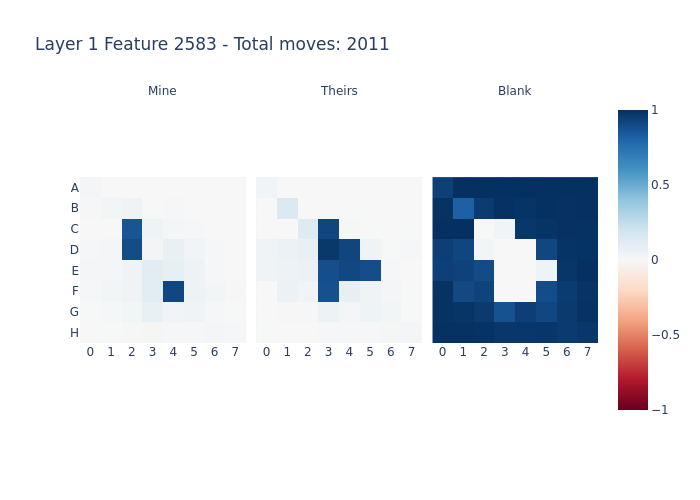 Layer 1 Feature 2583 - Total moves: 2011
Mine Theirs Blank
A
B
C
D
E
F
G
H
0 1 2 3 4 5 6 7 0 1 2 3 4 5 6 7 0 1 2 3 4 5 6 7
1
0.5
0
−0.5
−1